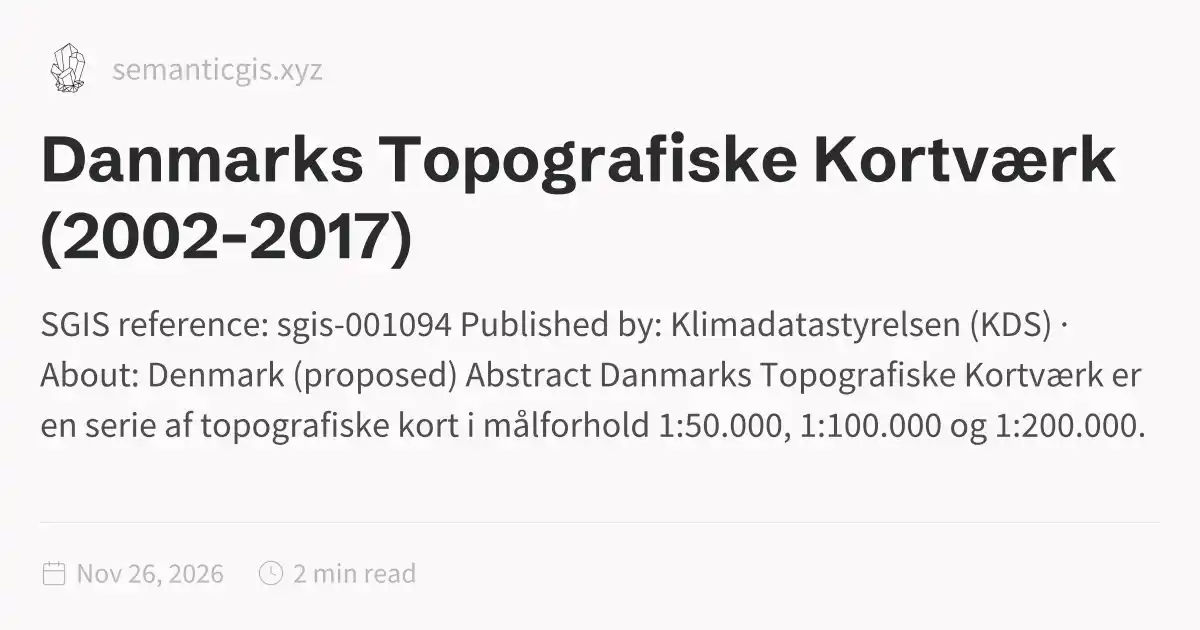 semanticgis.xyz
Danmarks Topografiske Kortværk
(2002-2017)
SGIS reference: sgis-001094 Published by: Klimadatastyrelsen (KDS) ·
About: Denmark (proposed) Abstract Danmarks Topografiske Kortværk er
en serie af topografiske kort i målforhold 1:50.000, 1:100.000 og 1:200.000.
Nov 26, 2026 2 min read